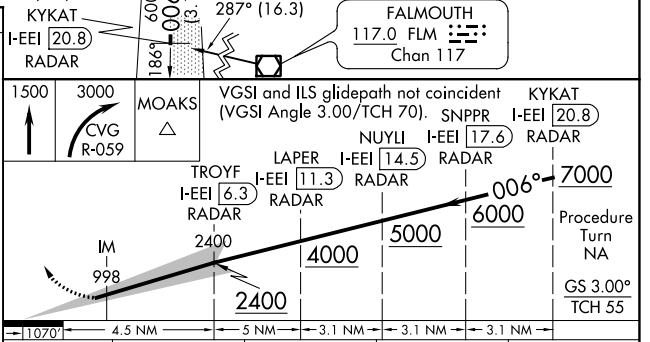 KYKAT
I-EEI 20.8
RADAR
600
006°
(3.
186°
287° (16.3)
FALMOUTH
117.0 FLM
Chan 117
1500
3000
CVG
R-059
MOAKS
VGSI and ILS glidepath not coincident
(VGSI Angle 3.00/TCH 70).
KYKAT
I-EEI 20.8
RADAR
SNPPR
I-EEI 17.6
RADAR
NUYLI
I-EEI 14.5
RADAR
LAPER
I-EEI 11.3
RADAR
TROYF
I-EEI 6.3
RADAR
IM
998
2400
2400
4000
5000
6000
006°
7000
Procedure
Turn
NA
GS 3.00°
TCH 55
1070'
4.5 NM
5 NM
3.1 NM
3.1 NM
3.1 NM